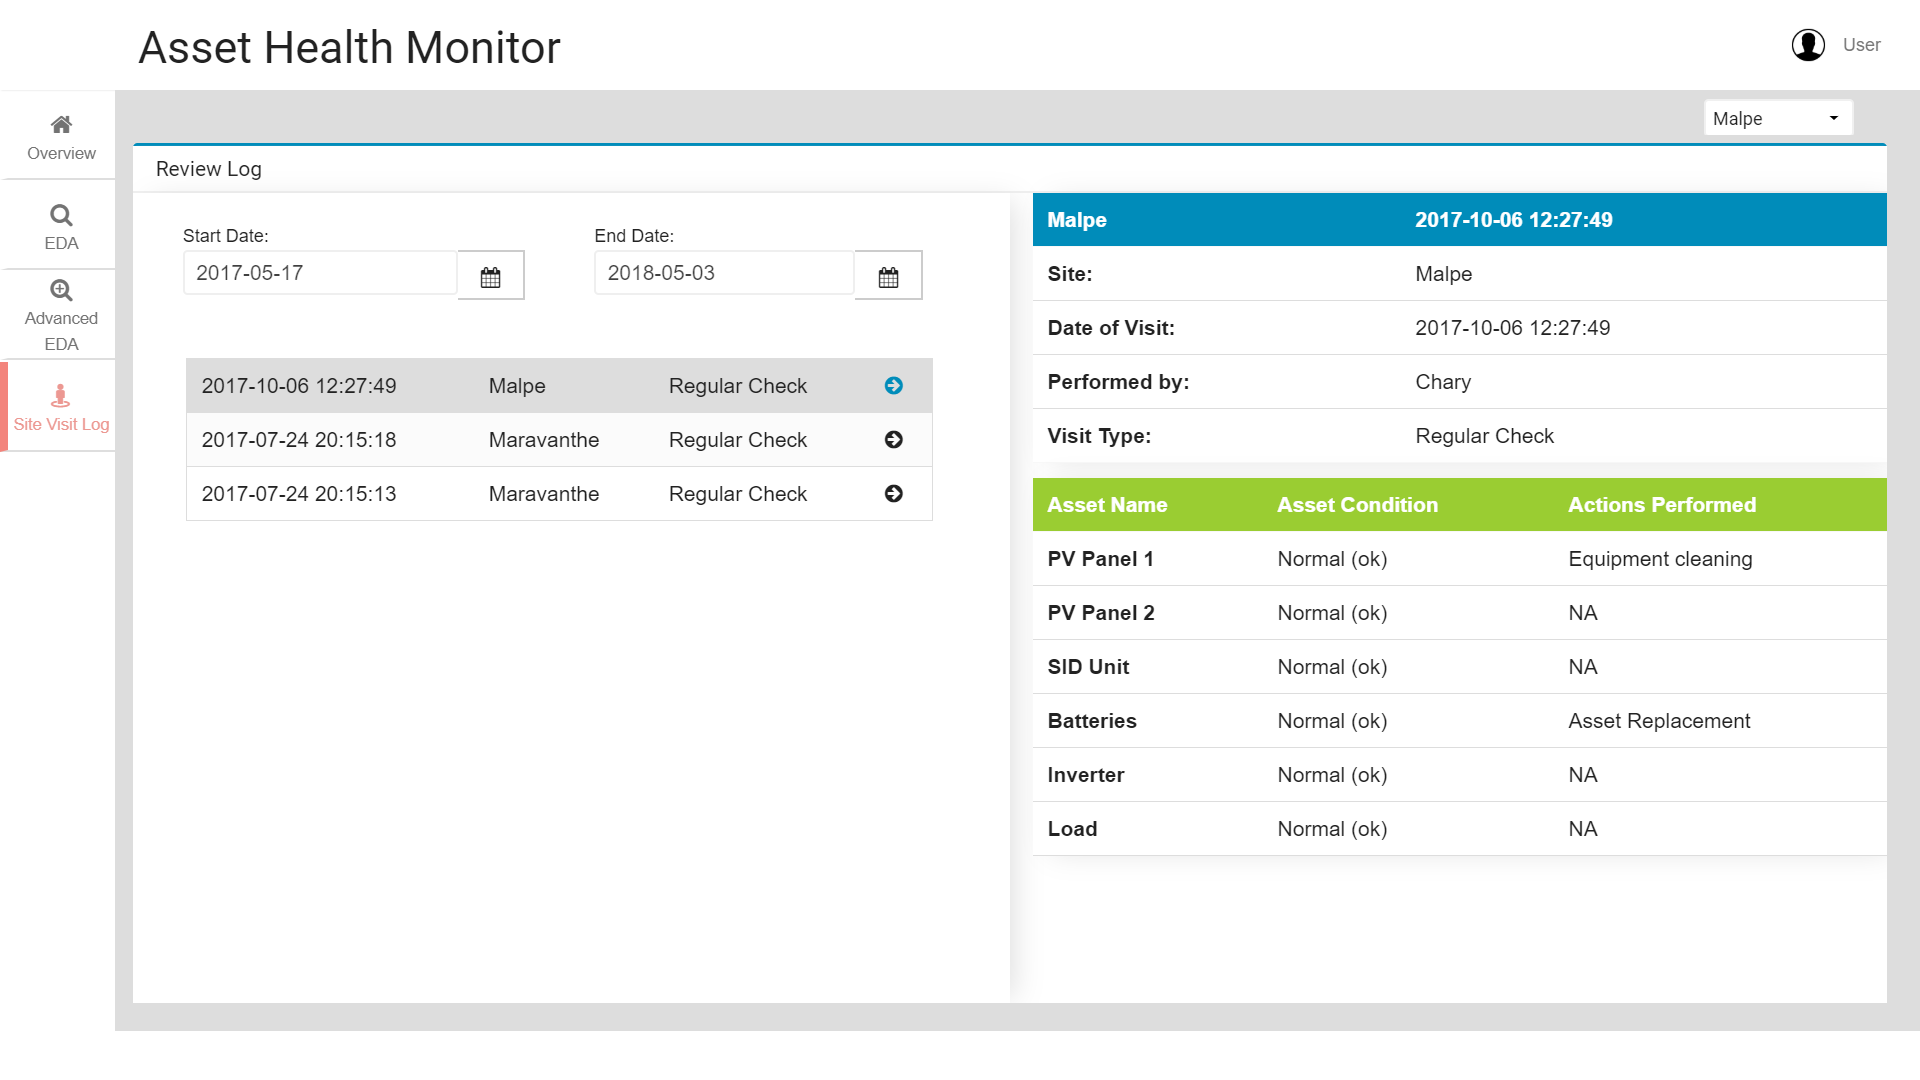 Asset Health Monitor
User
Overview
EDA
Advanced
EDA
Site Visit Log
Malpe
Review Log
Start Date:
2017-05-17
End Date:
2018-05-03
2017-10-06 12:27:49 Malpe Regular Check
2017-07-24 20:15:18 Maravanthe Regular Check
2017-07-24 20:15:13 Maravanthe Regular Check
Malpe 2017-10-06 12:27:49
Site: Malpe
Date of Visit: 2017-10-06 12:27:49
Performed by: Chary
Visit Type: Regular Check
Asset Name Asset Condition Actions Performed
PV Panel 1 Normal (ok) Equipment cleaning
PV Panel 2 Normal (ok) NA
SID Unit Normal (ok) NA
Batteries Normal (ok) Asset Replacement
Inverter Normal (ok) NA
Load Normal (ok) NA